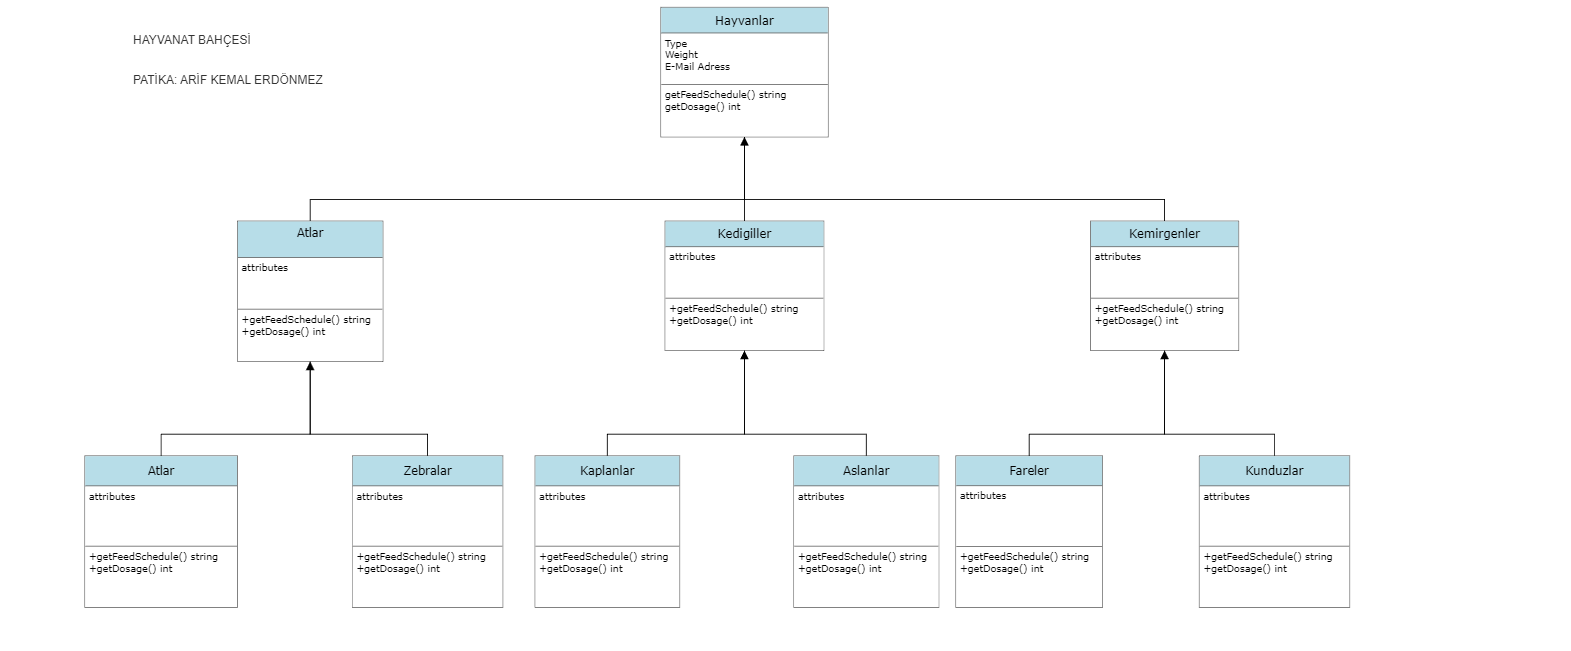 HAYVANAT BAHÇESİ
PATİKA: ARİF KEMAL ERDÖNMEZ
Hayvanlar
Type
Weight
E-Mail Adress
getFeedSchedule() string
getDosage() int
Atlar
attributes
+getFeedSchedule() string
+getDosage() int
Kedigiller
attributes
+getFeedSchedule() string
+getDosage() int
Kemirgenler
attributes
+getFeedSchedule() string
+getDosage() int
Atlar
attributes
+getFeedSchedule() string
+getDosage() int
Zebralar
attributes
+getFeedSchedule() string
+getDosage() int
Kaplanlar
attributes
+getFeedSchedule() string
+getDosage() int
Aslanlar
attributes
+getFeedSchedule() string
+getDosage() int
Fareler
attributes
+getFeedSchedule() string
+getDosage() int
Kunduzlar
attributes
+getFeedSchedule() string
+getDosage() int